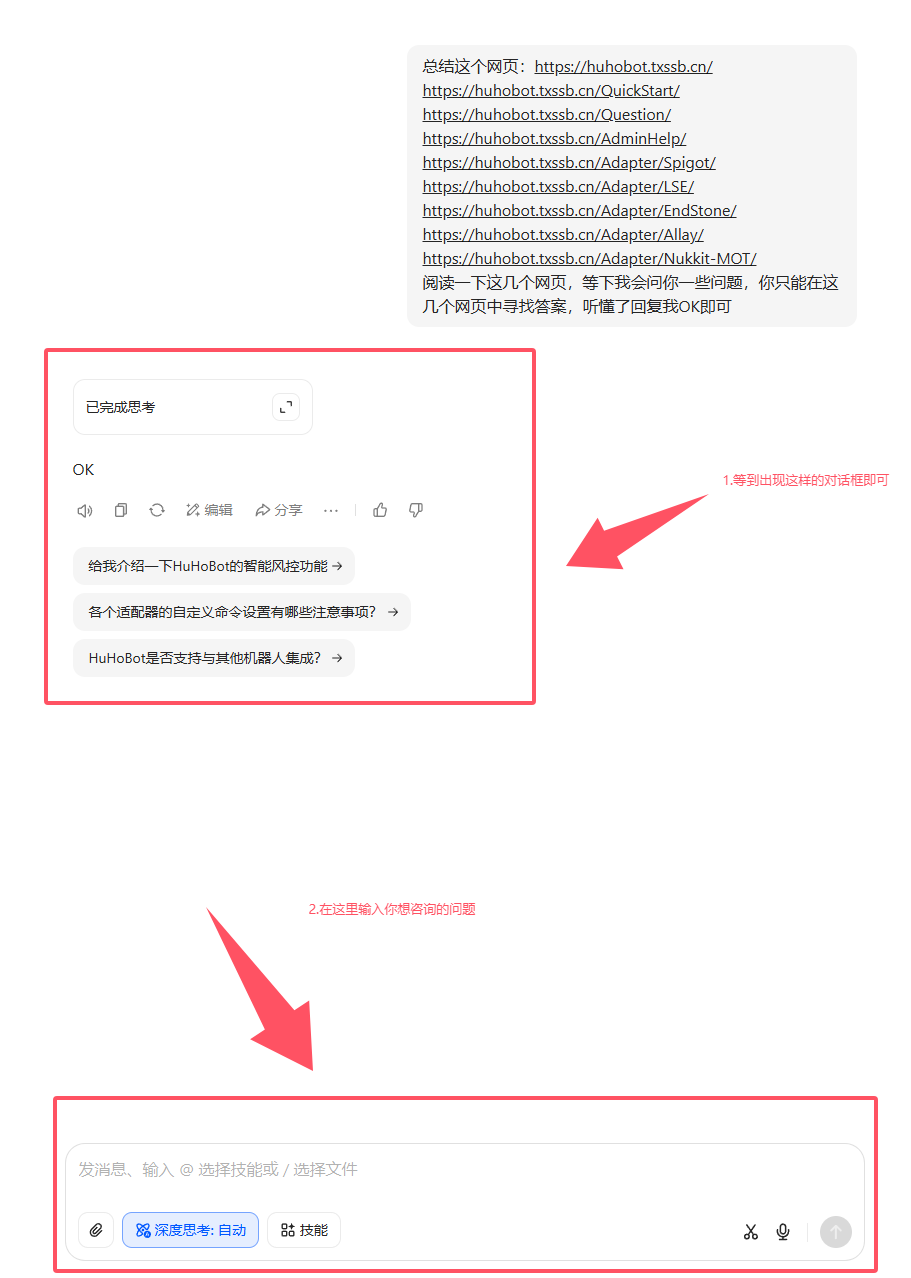 总结这个网页：https://huhobot.txssb.cn/
https://huhobot.txssb.cn/QuickStart/
https://huhobot.txssb.cn/Question/
https://huhobot.txssb.cn/AdminHelp/
https://huhobot.txssb.cn/Adapter/Spigot/
https://huhobot.txssb.cn/Adapter/LSE/
https://huhobot.txssb.cn/Adapter/EndStone/
https://huhobot.txssb.cn/Adapter/Allay/
https://huhobot.txssb.cn/Adapter/Nukkit-MOT/
阅读一下这几个网页，等下我会问你一些问题，你只能在这
几个网页中寻找答案，听懂了回复我OK即可
已完成思考
OK
编辑 分享
1.等到出现这样的对话框即可
给我介绍一下HuHoBot的智能风控功能→
各个适配器的自定义命令设置有哪些注意事项？→
HuHoBot是否支持与其他机器人集成？→
2.在这里输入你想咨询的问题
发消息、输入 @ 选择技能或 / 选择文件
深度思考: 自动 技能